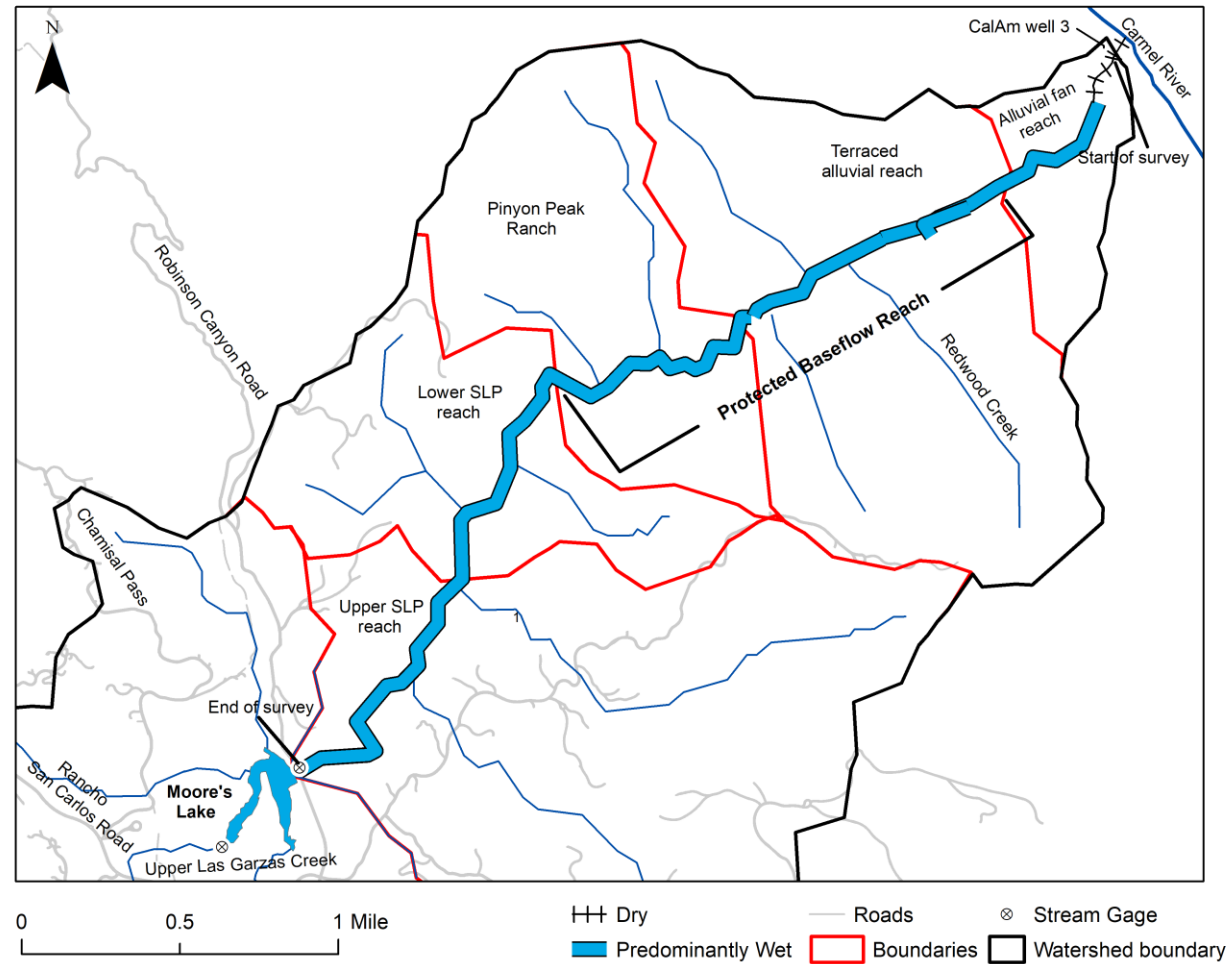 N
CalAm well 3
Carmel River
Alluvial fan
reach
Terraced
alluvial reach
Start of survey
Pinyon Peak
Ranch
Robinson Canyon Road
Protected Baseflow Reach
Redwood Creek
Lower SLP
reach
Chamisal Pass
Upper SLP
reach
1
End of survey
Rancho
San Carlos Road
Moore's
Lake
Upper Las Garzas Creek
0 0.5 1 Mile
Dry Roads Stream Gage
Predominantly Wet Boundaries Watershed boundary